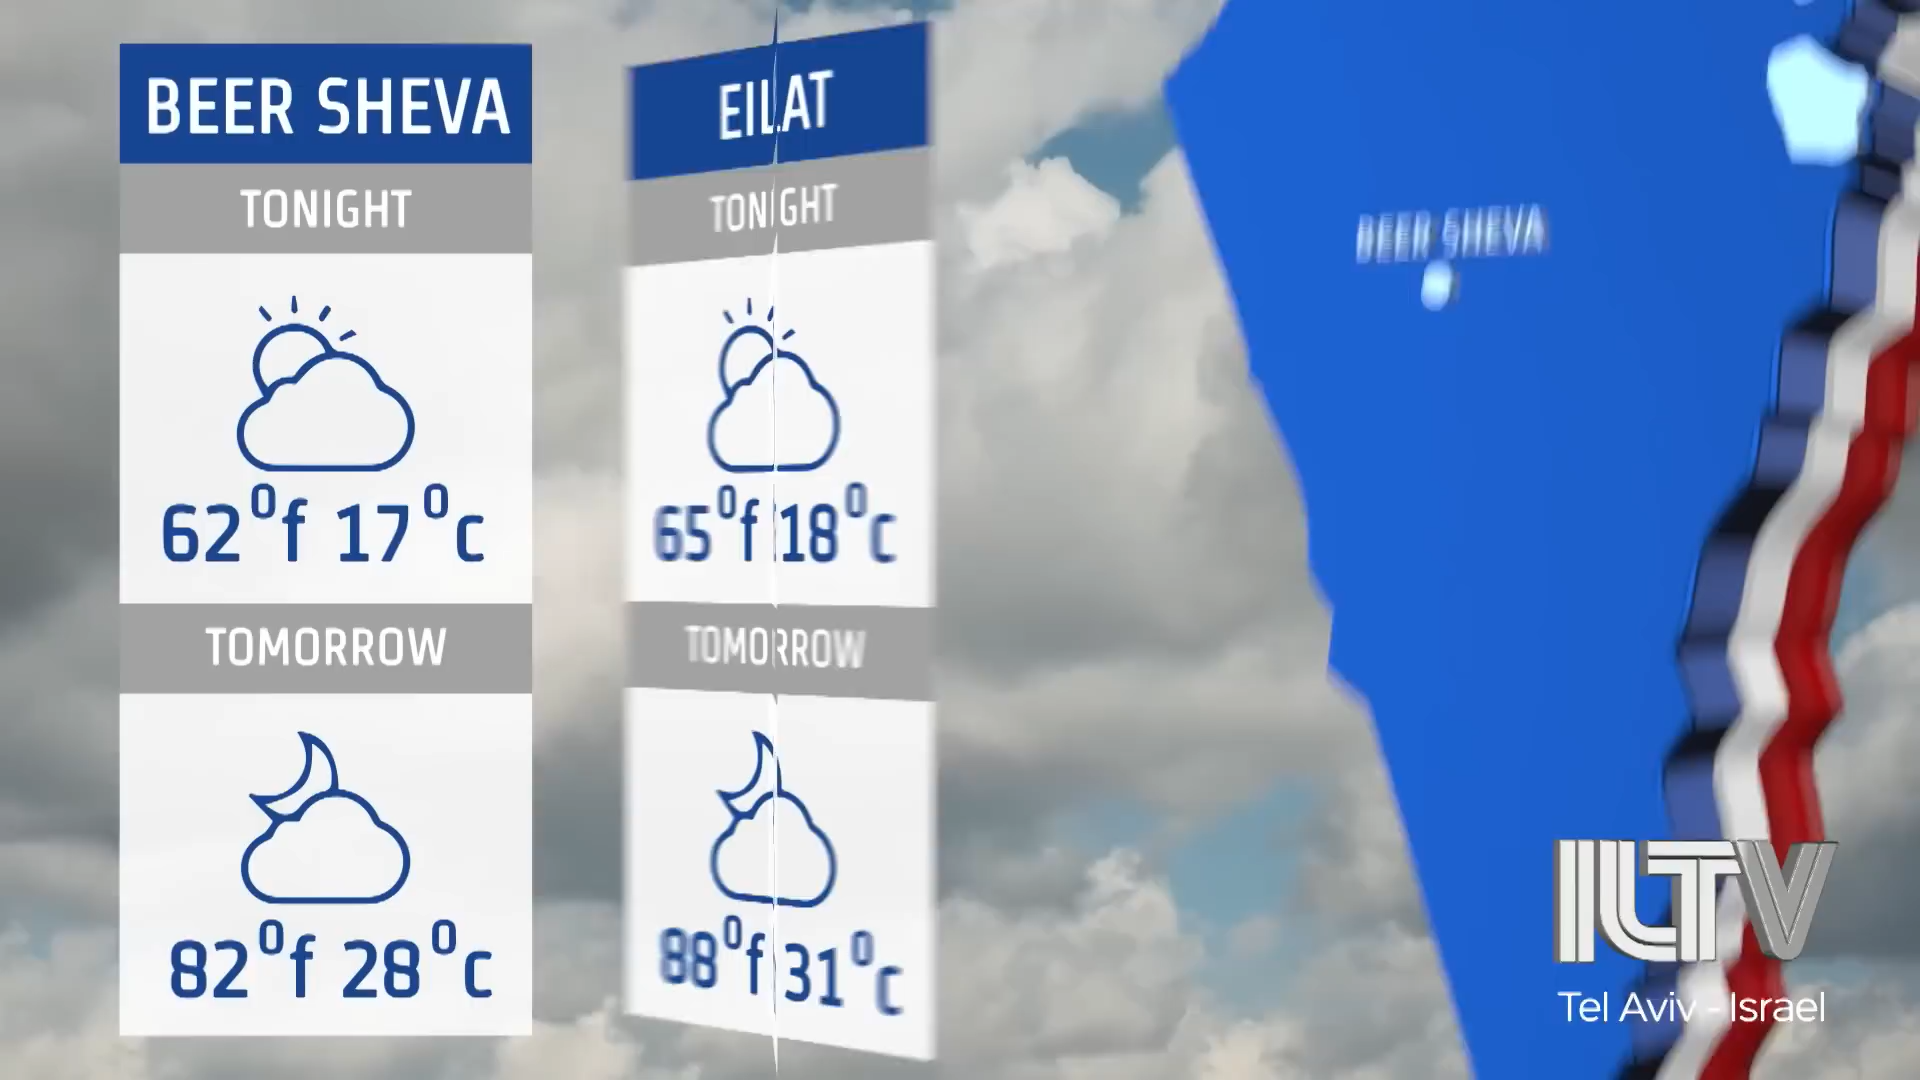 BEER SHEVA
TONIGHT
62°f 17°c
TOMORROW
82°f 28°c
EILAT
TONIGHT
65°f 18°c
TOMORROW
88°f 31°c
BEER SHEVA
ILTV
Tel Aviv - Israel